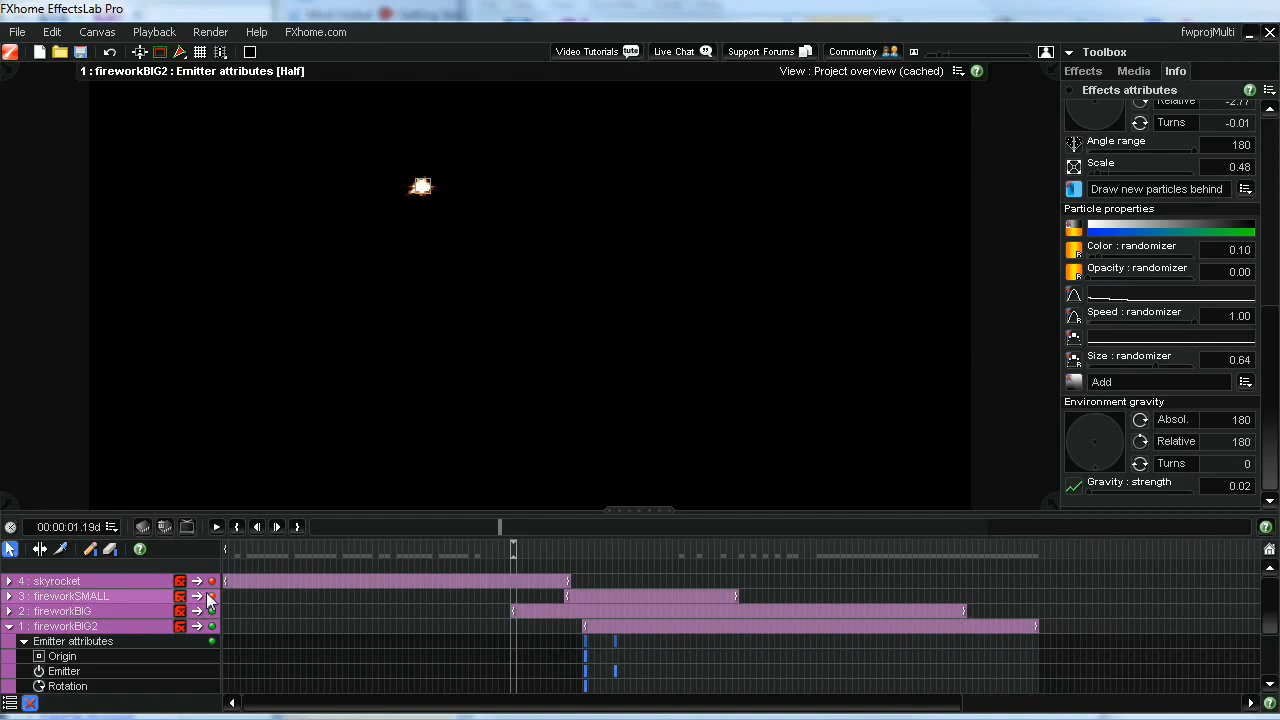 FXhome EffectsLab Pro
File Edit Canvas Playback Render Help FXhome.com fwprojMulti
Video Tutorials tute Live Chat Support Forums Community
Toolbox
1 : fireworkBIG2 : Emitter attributes [Half] View : Project overview (cached)
Effects Media Info
Effects attributes
Relative -2.77
Turns -0.01
Angle range 180
Scale 0.48
Draw new particles behind
Particle properties
Color : randomizer 0.10
Opacity : randomizer 0.00
Speed : randomizer 1.00
Size : randomizer 0.64
Add
Environment gravity
Absol. 180
Relative 180
Turns 0
Gravity : strength 0.02
00:00:01.19d
4 : skyrocket
3 : fireworkSMALL
2 : fireworkBIG
1 : fireworkBIG2
Emitter attributes
Origin
Emitter
Rotation